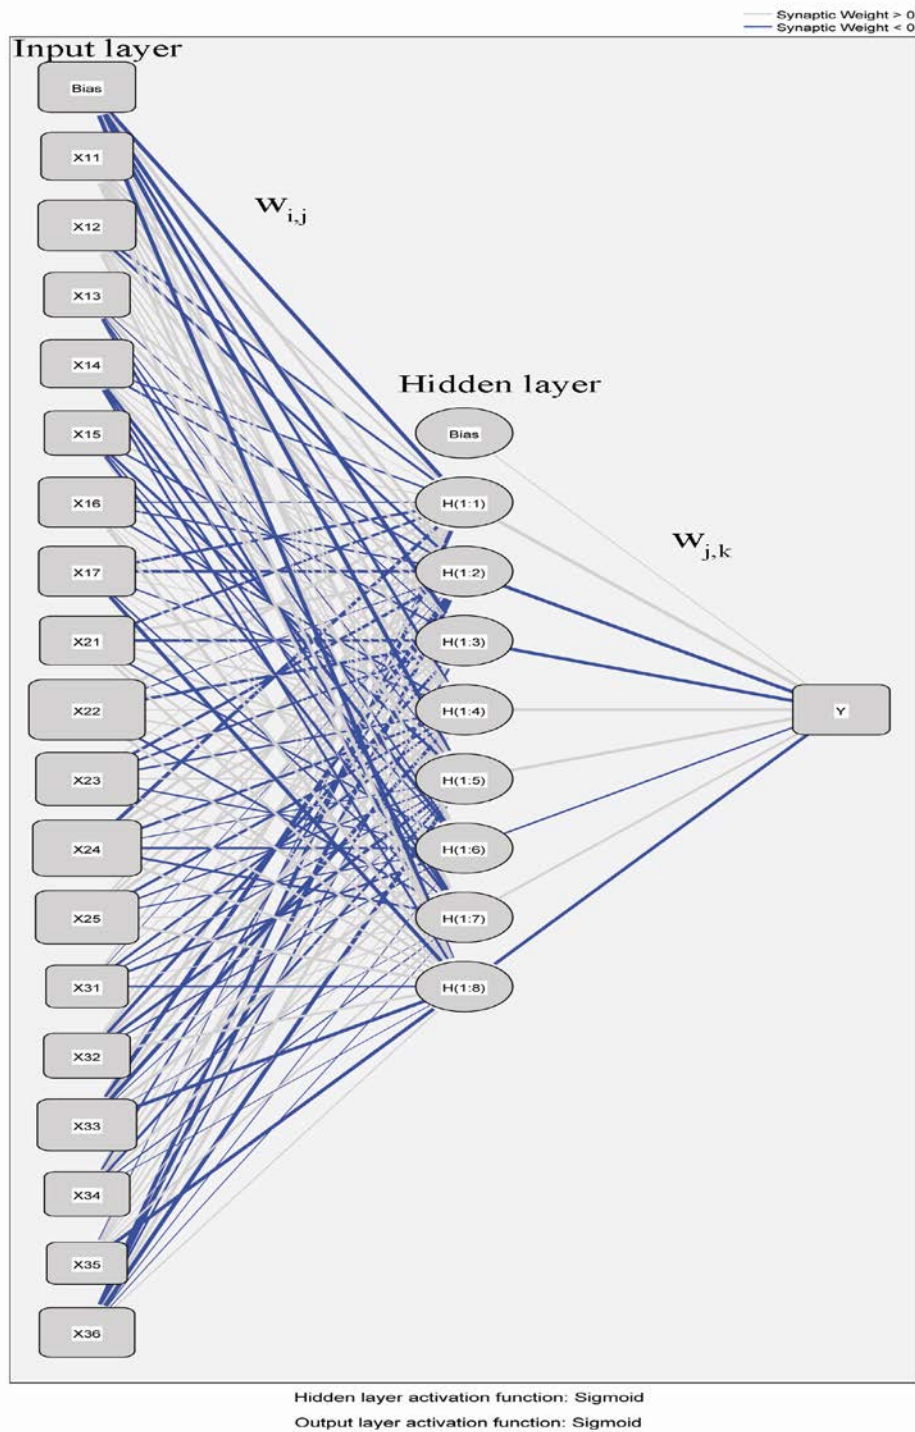 Synaptic Weight > 0
Synaptic Weight < 0
Input layer
Bias
X11
X12
X13
X14
X15
X16
X17
X21
X22
X23
X24
X25
X31
X32
X33
X34
X35
X36
w i,j
Hidden layer
Bias
H(1:1)
H(1:2)
H(1:3)
H(1:4)
H(1:5)
H(1:6)
H(1:7)
H(1:8)
w j,k
Y
Hidden layer activation function: Sigmoid
Output layer activation function: Sigmoid